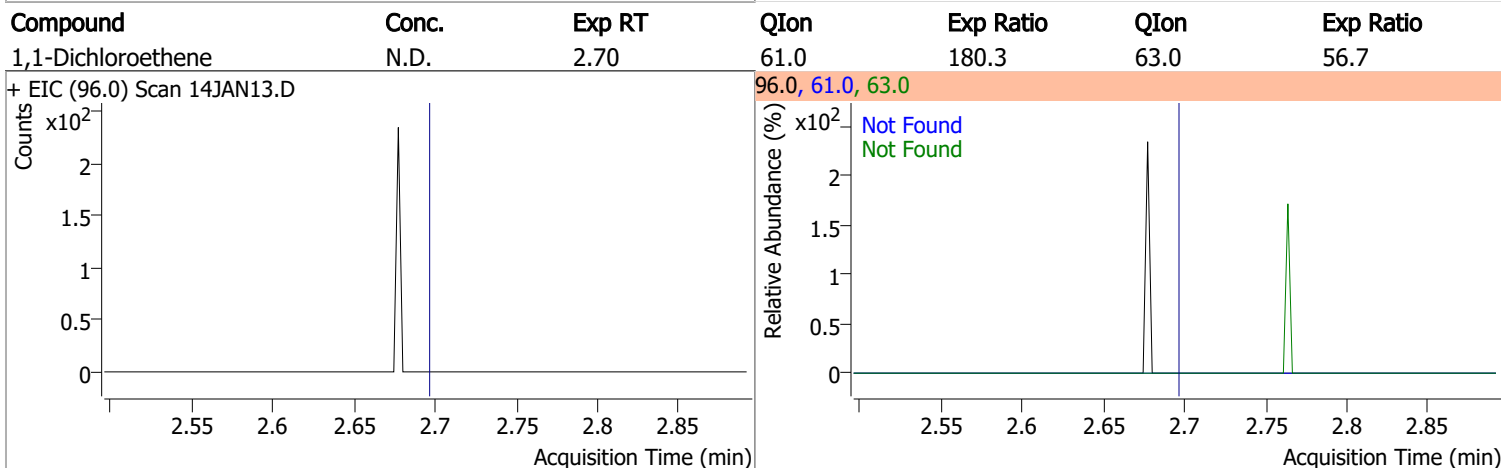 Compound Conc. Exp RT QIon Exp Ratio QIon Exp Ratio
1,1-Dichloroethene N.D. 2.70 61.0 180.3 63.0 56.7
+ EIC (96.0) Scan 14JAN13.D
Counts
x10²
2
1.5
1
0.5
0
2.55 2.6 2.65 2.7 2.75 2.8 2.85
Acquisition Time (min)
96.0, 61.0, 63.0
Relative Abundance (%)
x10²
Not Found
Not Found
2
1.5
1
0.5
0
2.55 2.6 2.65 2.7 2.75 2.8 2.85
Acquisition Time (min)